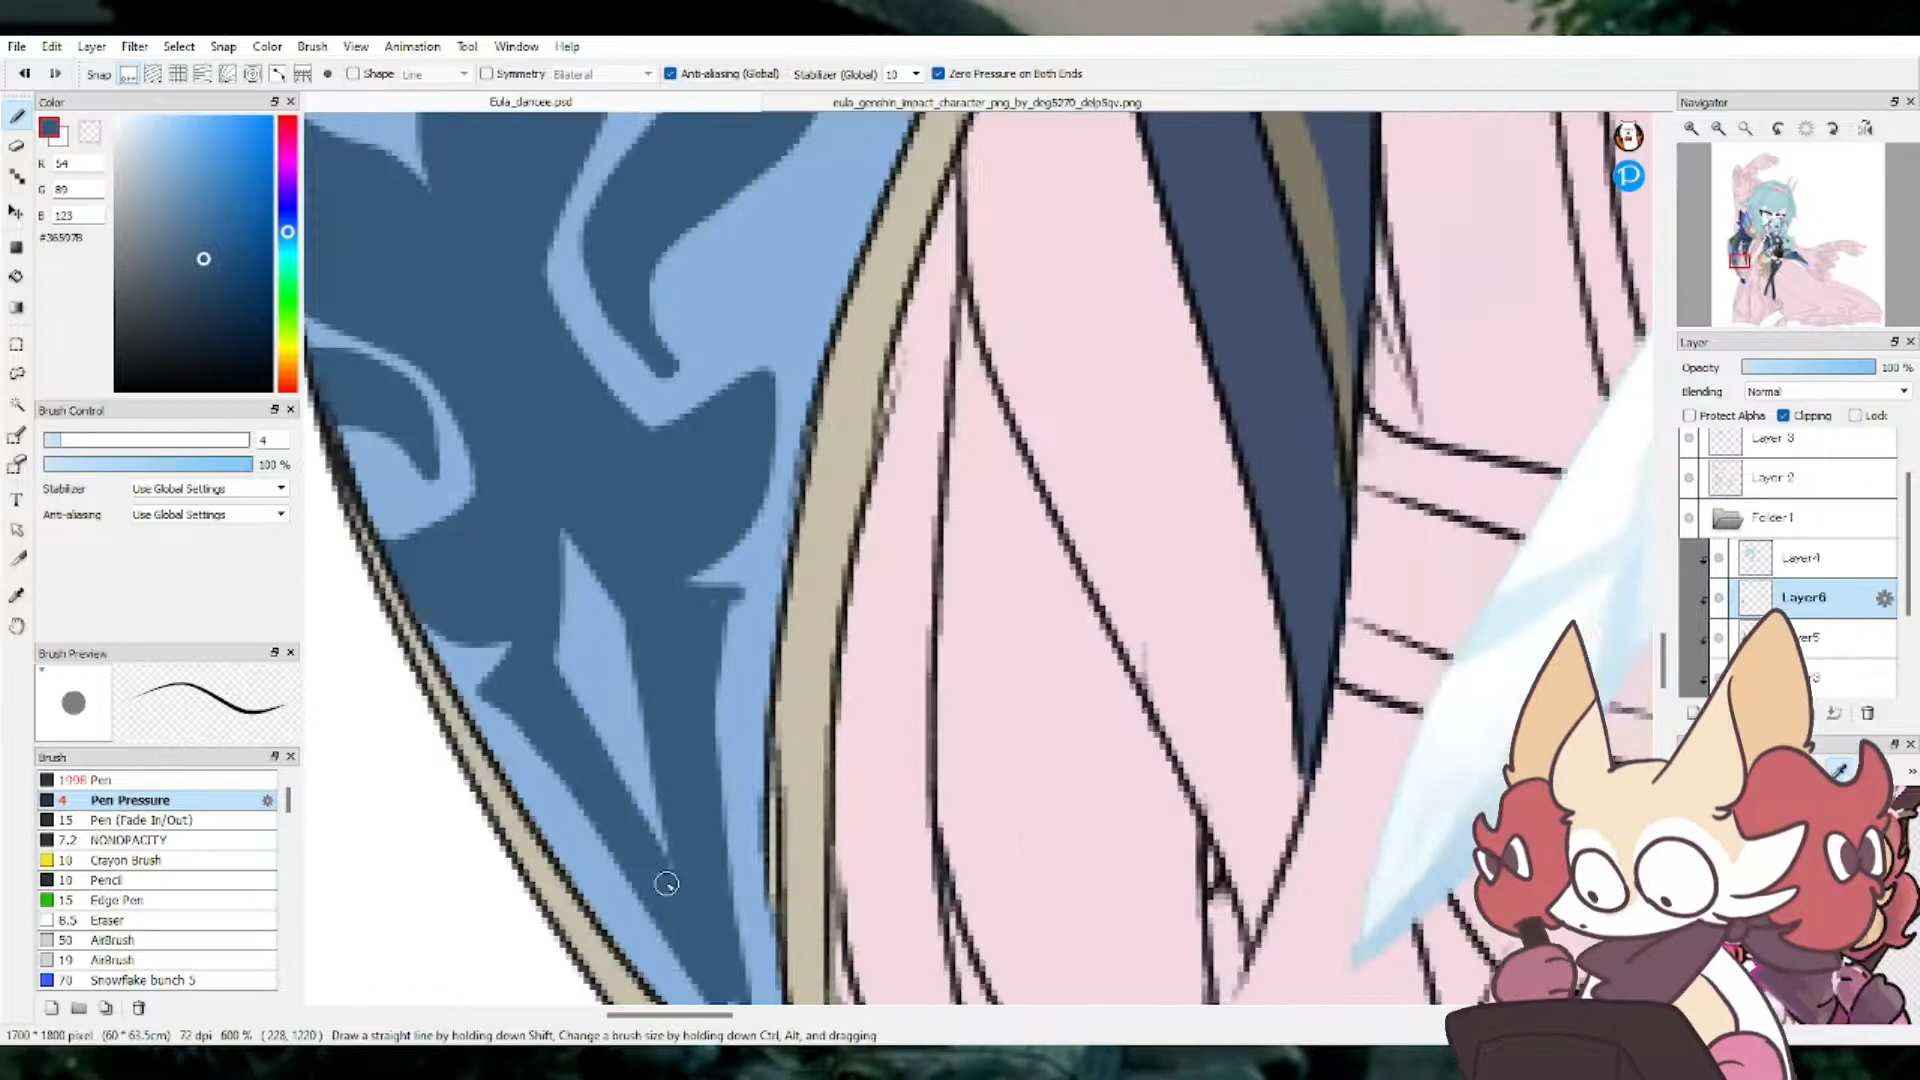 File Edit Layer Filter Select Snap Color Brush View Animation Tool Window Help
Snap OFF Shape Line Symmetry Bilateral Anti-aliasing (Global) Stabilizer (Global) 10 Zero Pressure on Both Ends
Color
Eula_dancee.psd
eula_genshin_impact_character_png_by_deg5270_delp5qv.png
Navigator
R 54
G 89
B 123
#36597B
Layer
Opacity 100 %
Blending Normal
Protect Alpha Clipping Lock
Layer 3
Layer 2
Folder1
Layer4
Layer6
Brush Control
4
100 %
Stabilizer Use Global Settings
Anti-aliasing Use Global Settings
Brush Preview
Brush
1998 Pen
4 Pen Pressure
15 Pen (Fade In/Out)
7.2 NONOPACITY
10 Crayon Brush
10 Pencil
15 Edge Pen
8.5 Eraser
50 AirBrush
19 AirBrush
70 Snowflake bunch 5
1700 * 1800 pixel (60 * 63.5cm) 72 dpi 600 % ( 228, 1220 ) Draw a straight line by holding down Shift, Change a brush size by holding down Ctrl, Alt, and dragging